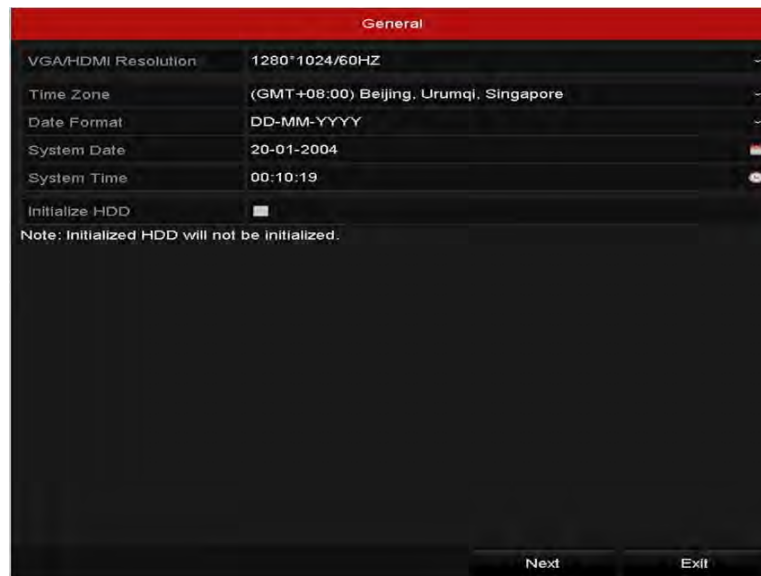 General
VGA/HDMI Resolution 1280*1024/60HZ
Time Zone (GMT+08:00) Beijing, Urumqi, Singapore
Date Format DD-MM-YYYY
System Date 20-01-2004
System Time 00:10:19
Initialize HDD
Note: Initialized HDD will not be initialized.
Next Exit